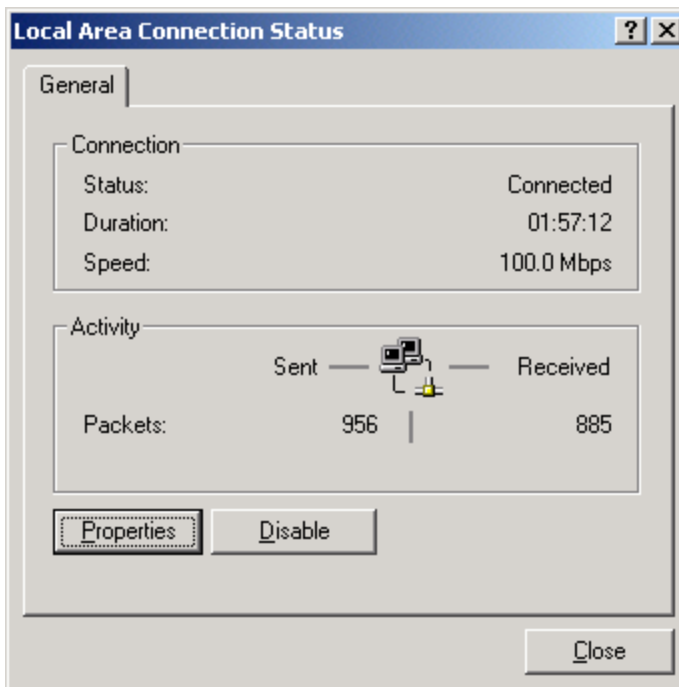 Local Area Connection Status
General
Connection
Status: Connected
Duration: 01:57:12
Speed: 100.0 Mbps
Activity
Sent Received
Packets: 956 885
Properties Disable
Close